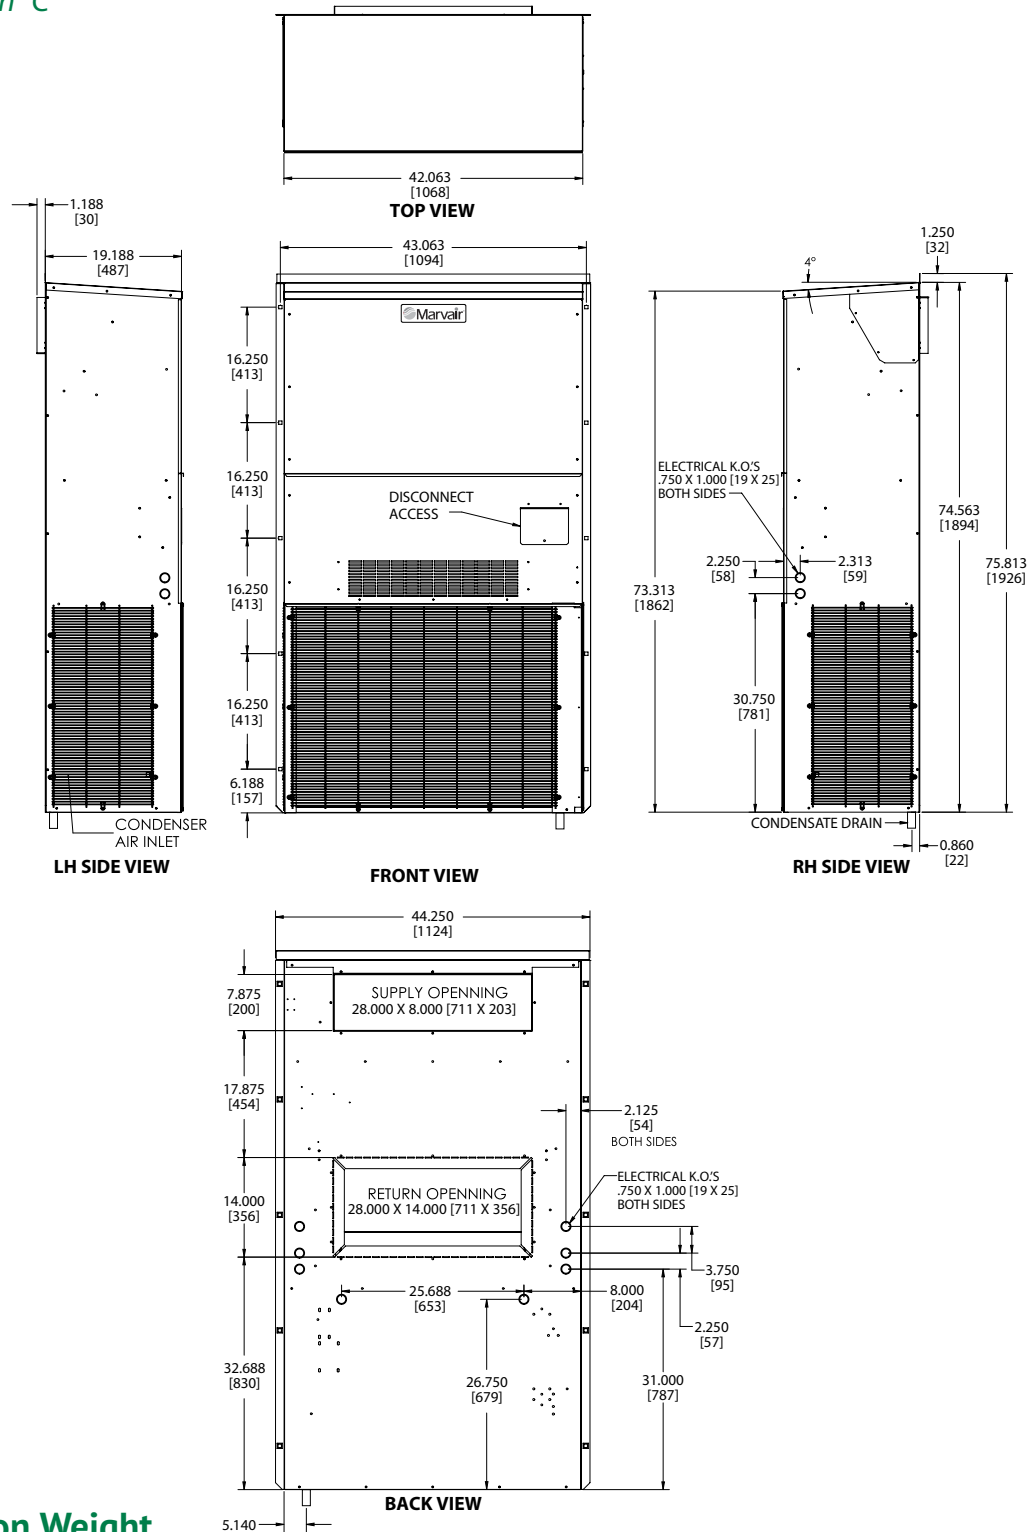 42.063
[1068]
TOP VIEW
1.188
[30]
19.188
[487]
43.063
[1094]
1.250
[32]
4°
Marvair
16.250
[413]
16.250
[413]
16.250
[413]
16.250
[413]
6.188
[157]
DISCONNECT
ACCESS
ELECTRICAL K.O.'S
.750 X 1.000 [19 X 25]
BOTH SIDES
2.250
[58]
2.313
[59]
74.563
[1894]
75.813
[1926]
73.313
[1862]
30.750
[781]
CONDENSER
AIR INLET
CONDENSATE DRAIN
0.860
[22]
LH SIDE VIEW
FRONT VIEW
RH SIDE VIEW
44.250
[1124]
7.875
[200]
SUPPLY OPENNING
28.000 X 8.000 [711 X 203]
17.875
[454]
2.125
[54]
BOTH SIDES
ELECTRICAL K.O.'S
.750 X 1.000 [19 X 25]
BOTH SIDES
14.000
[356]
RETURN OPENNING
28.000 X 14.000 [711 X 356]
3.750
[95]
25.688
[653]
8.000
[204]
2.250
[57]
32.688
[830]
26.750
[679]
31.000
[787]
BACK VIEW
on Weight
5.140